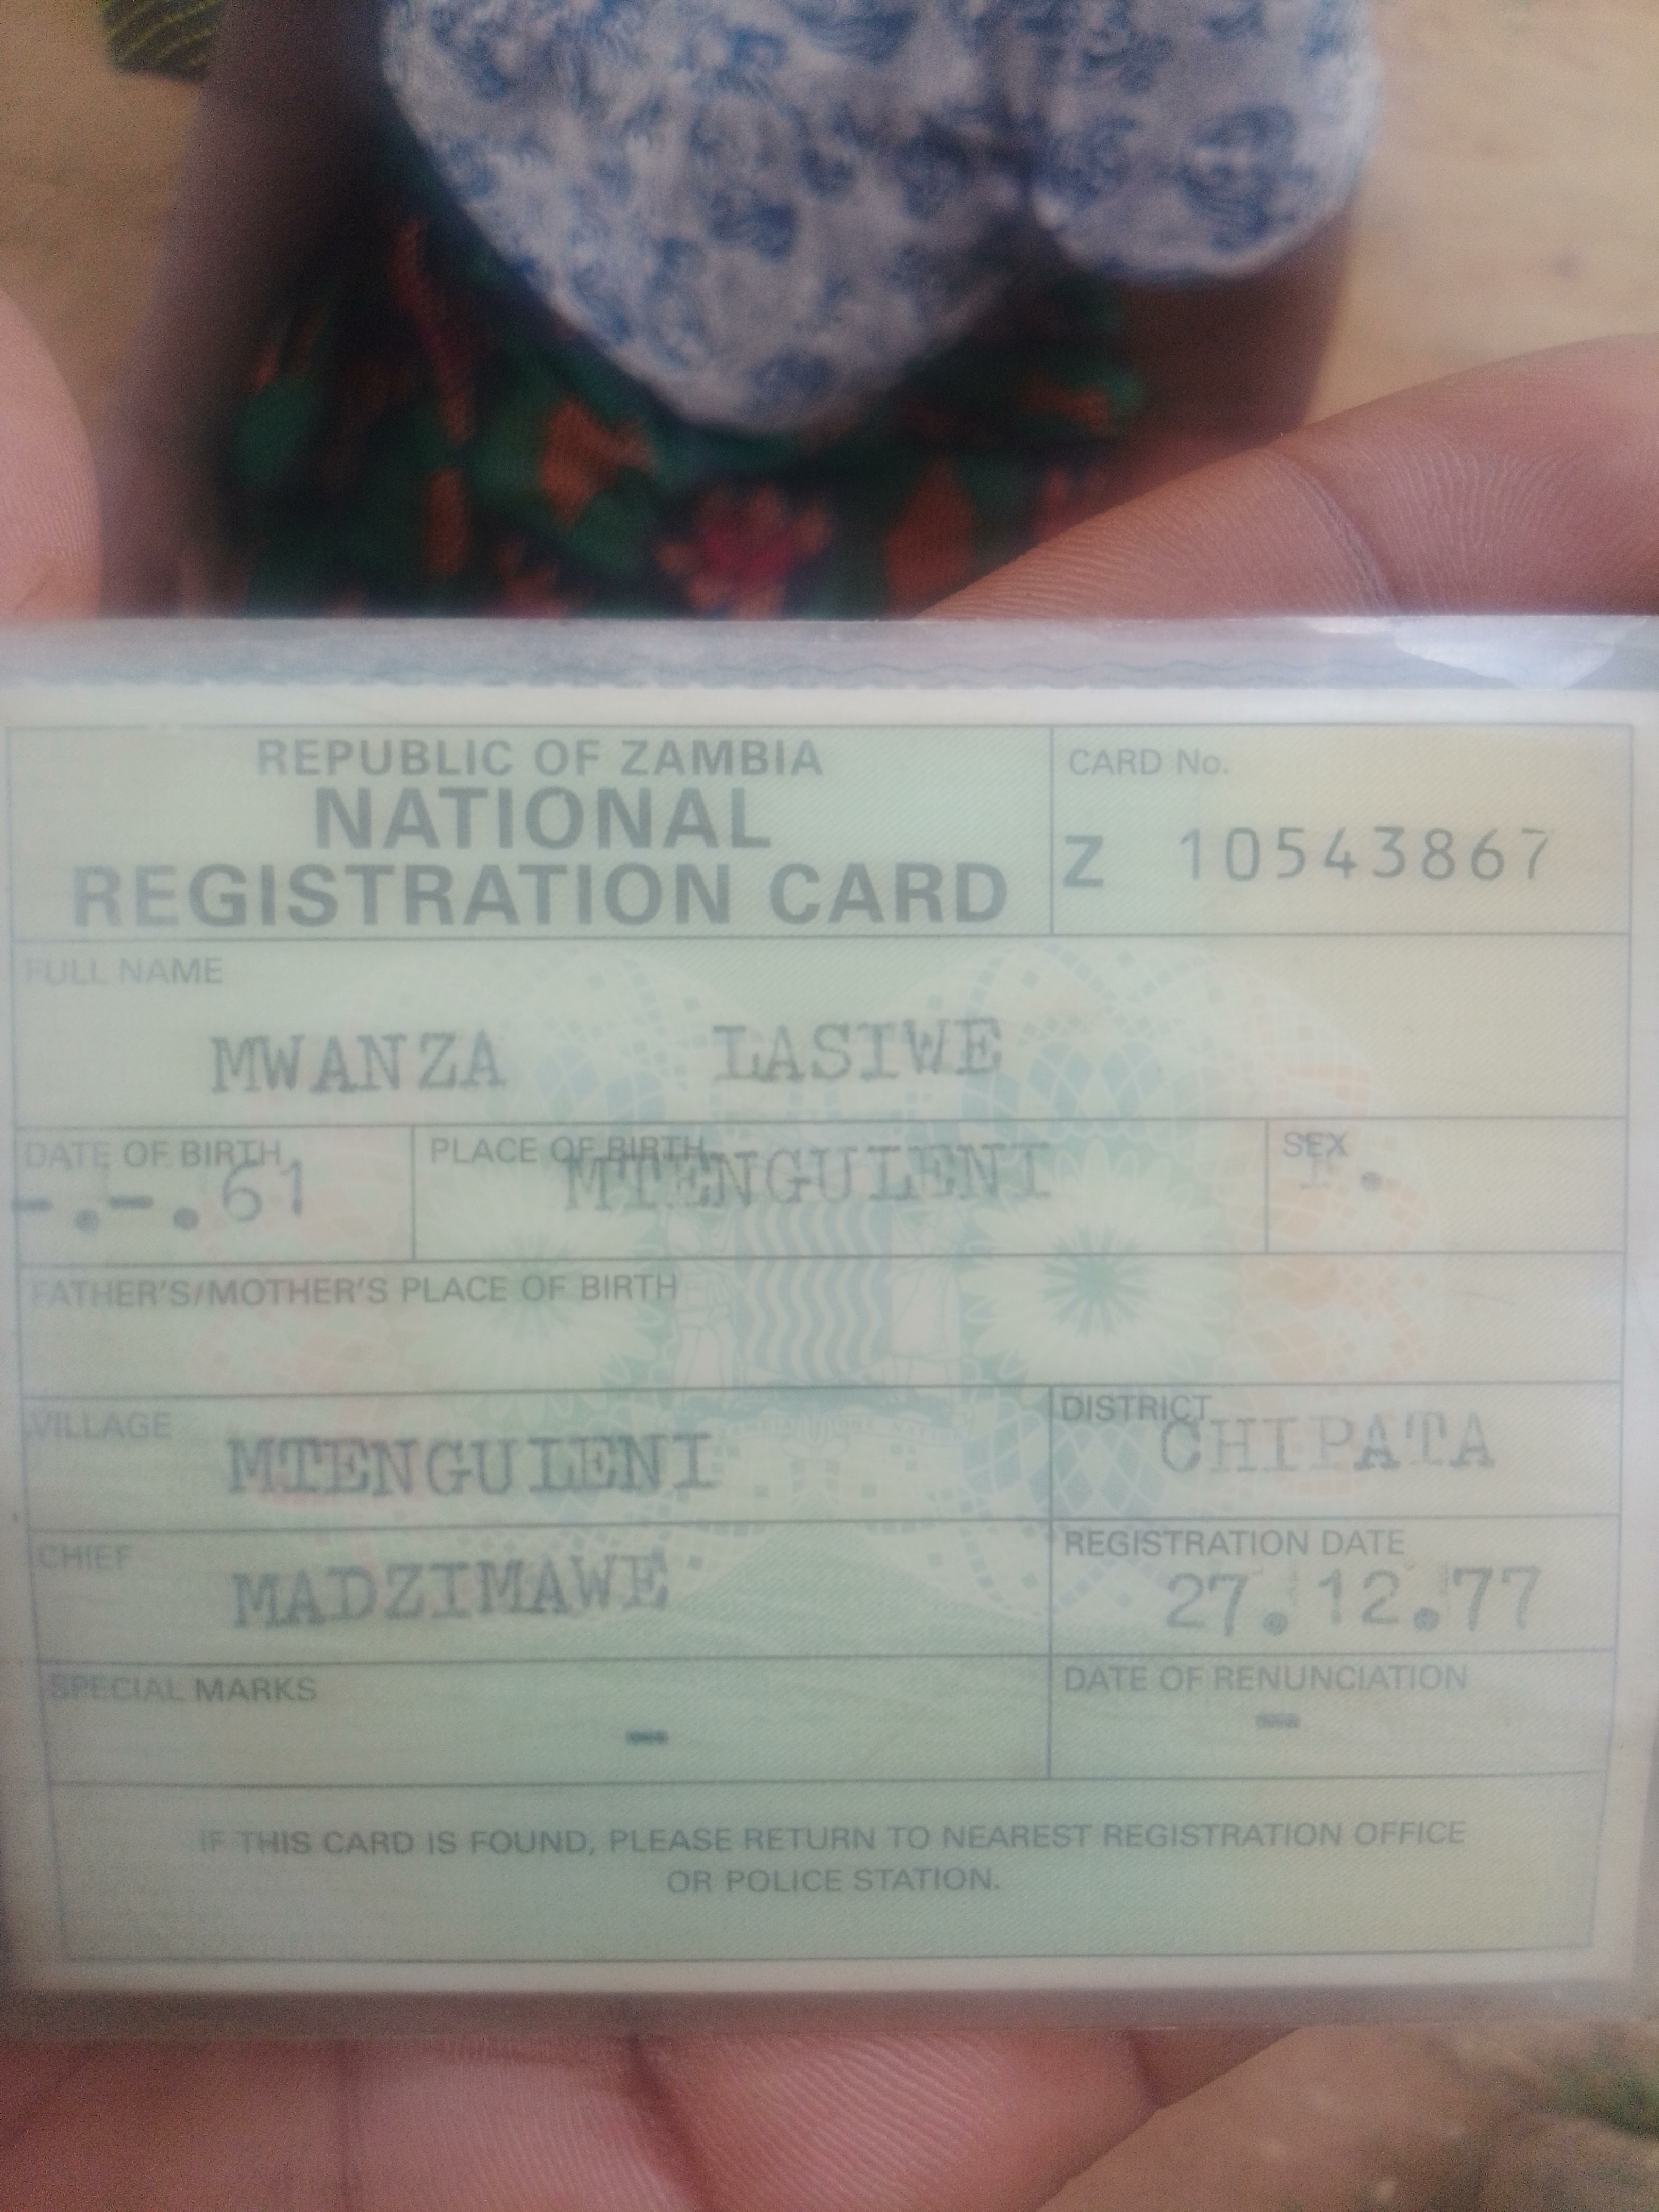 REPUBLIC OF ZAMBIA
NATIONAL
REGISTRATION CARD
CARD No.
Z 10543867
FULL NAME
MWANZA LASIWE
DATE OF BIRTH
-.-.61
PLACE OF BIRTH
MTENGULENI
SEX
FATHER'S/MOTHER'S PLACE OF BIRTH
VILLAGE
MTENGULENI
DISTRICT
CHIPATA
CHIEF
MADZIMAWE
REGISTRATION DATE
27.12.77
SPECIAL MARKS
-
DATE OF RENUNCIATION
-
IF THIS CARD IS FOUND, PLEASE RETURN TO NEAREST REGISTRATION OFFICE
OR POLICE STATION.